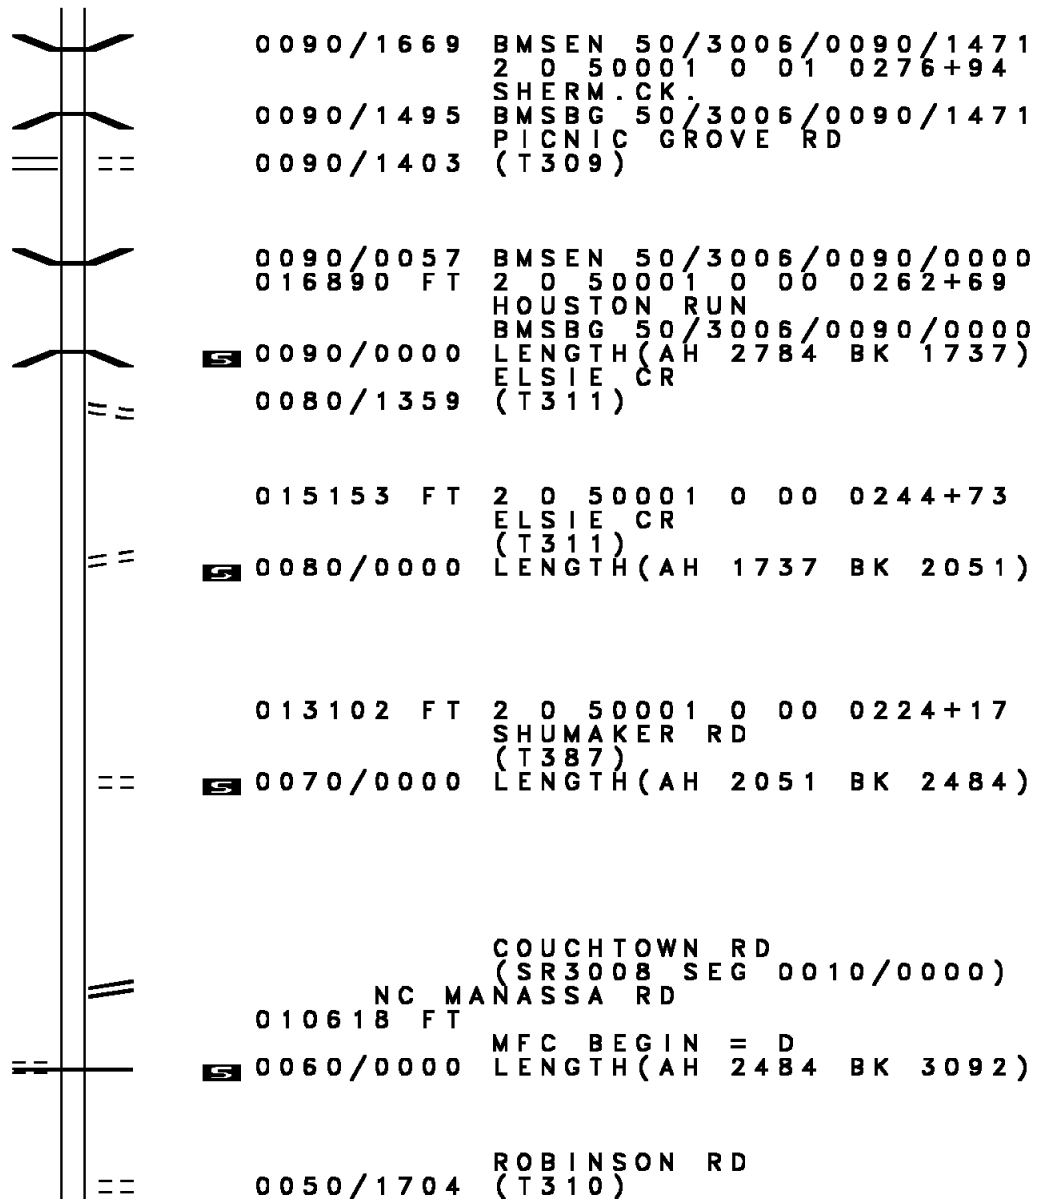 0090/1669 BMSEN 50/3006/0090/1471
2 0 50001 0 01 0276+94
SHERM.CK.
0090/1495 BMSBG 50/3006/0090/1471
PICNIC GROVE RD
0090/1403 (T309)
0090/0057 BMSEN 50/3006/0090/0000
016890 FT 2 0 50001 0 00 0262+69
HOUSTON RUN
BMSBG 50/3006/0090/0000
S 0090/0000 LENGTH(AH 2784 BK 1737)
ELSIE CR
0080/1359 (T311)
015153 FT 2 0 50001 0 00 0244+73
ELSIE CR
(T311)
S 0080/0000 LENGTH(AH 1737 BK 2051)
013102 FT 2 0 50001 0 00 0224+17
SHUMAKER RD
(T387)
S 0070/0000 LENGTH(AH 2051 BK 2484)
COUCHTOWN RD
(SR3008 SEG 0010/0000)
NC MANASSA RD
010618 FT
MFC BEGIN = D
S 0060/0000 LENGTH(AH 2484 BK 3092)
ROBINSON RD
0050/1704 (T310)